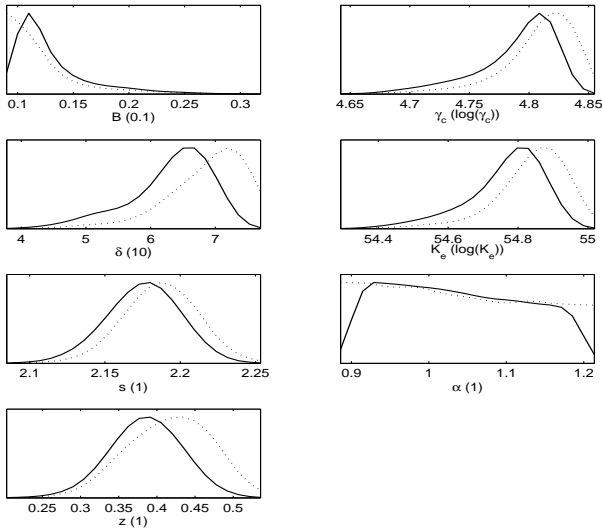 0.1 0.15 0.2 0.25 0.3
B (0.1)
4.65 4.7 4.75 4.8 4.85
γc (log(γc))
4 5 6 7
δ (10)
54.4 54.6 54.8 55
Ke (log(Ke))
2.1 2.15 2.2 2.25
s (1)
0.9 1 1.1 1.2
α (1)
0.25 0.3 0.35 0.4 0.45 0.5
z (1)